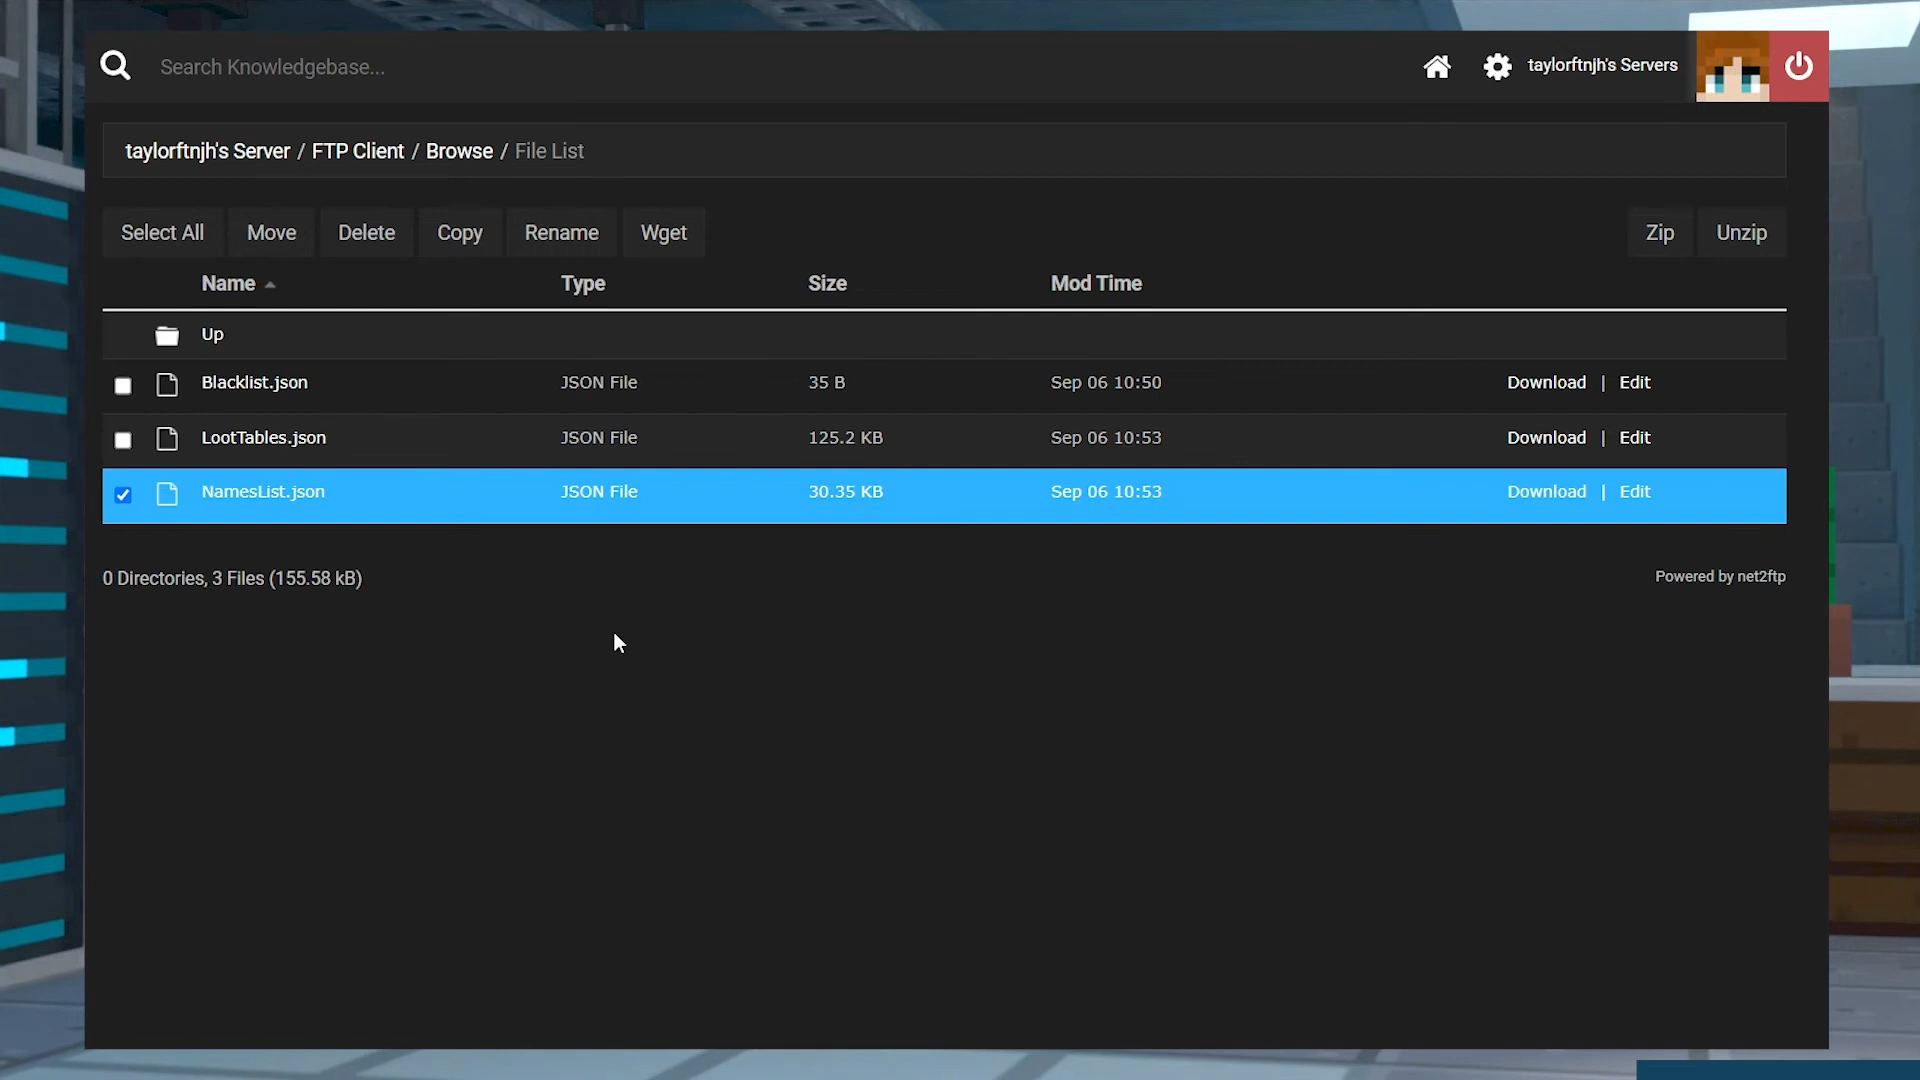 Search Knowledgebase...
taylorftnjh's Servers
taylorftnjh's Server / FTP Client / Browse / File List
Select All Move Delete Copy Rename Wget Zip Unzip
Name Type Size Mod Time
Up
Blacklist.json JSON File 35 B Sep 06 10:50 Download | Edit
LootTables.json JSON File 125.2 KB Sep 06 10:53 Download | Edit
NamesList.json JSON File 30.35 KB Sep 06 10:53 Download | Edit
0 Directories, 3 Files (155.58 kB)
Powered by net2ftp